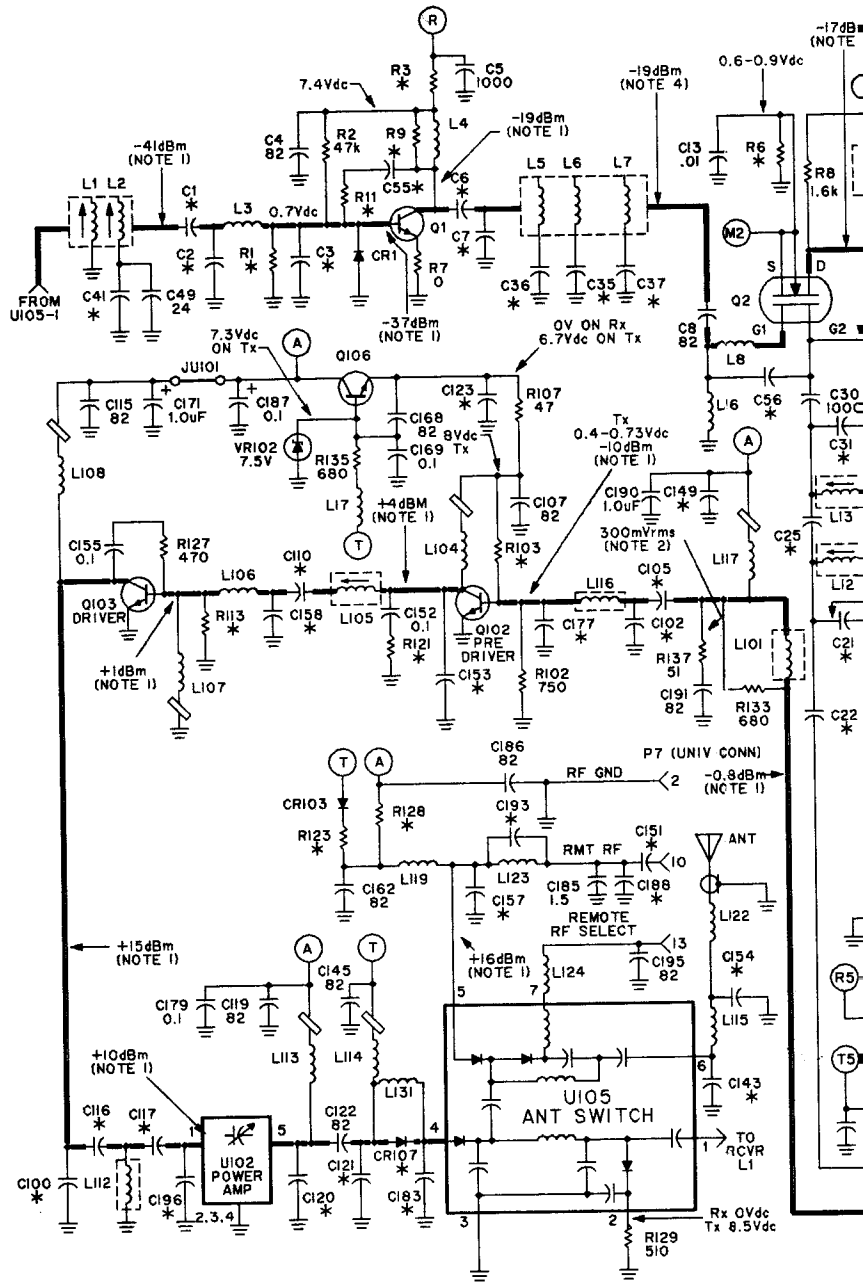 R
-17dBm
(NOTE
R3
*
C5
1000
7.4Vdc
0.6-0.9Vdc
-19dBm
(NOTE 4)
L4
C4
82
R2
47k
R9
*
-19dBm
(NOTE 1)
C13
.01
R6
*
R8
1.6k
-41dBm
(NOTE 1)
C55*
L5
L6
L7
L1
L2
C1
*
R11
*
C6
*
L3
0.7Vdc
Q1
M2
C2
*
R1
*
C3
*
CR1
C7
*
S
D
FROM
U105-1
C41
*
C49
24
R7
0
C36
*
C35
*
C37
*
Q2
-37dBm
(NOTE 1)
C8
82
G1
G2
L8
7.3Vdc
ON Tx
A
Q106
0V ON Rx
6.7Vdc ON Tx
JU101
C56
*
L16
C115
82
C171
1.0uF
+
+
C187
0.1
C123
*
R107
47
C30
1000
VR102
7.5V
C168
82
Tx
0.4-0.73Vdc
-10dBm
(NOTE 1)
A
C31
*
R135
680
C169
0.1
8Vdc
Tx
L108
C190
1.0uF
C149
*
L13
L17
+4dBM
(NOTE 1)
C107
82
C155
0.1
R127
470
T
L104
R103
*
300mVrms
(NOTE 2)
L117
C25
*
L106
C110
*
L116
C105
*
L12
Q103
DRIVER
R113
*
C158
*
L105
C152
0.1
R121
*
Q102
PRE
DRIVER
C177
*
C102
*
L101
C21
*
+1dBm
(NOTE 1)
L107
C153
*
R102
750
R137
51
C191
82
R133
680
C22
*
T
A
C186
82
P7 (UNIV CONN)
RF GND
2
-0.8dBm
(NOTE 1)
CR103
R123
*
R128
*
C193
*
RMT RF
C151
*
10
ANT
C162
82
L119
C157
*
L123
C185
1.5
C188
*
L122
REMOTE
RF SELECT
13
+15dBm
(NOTE 1)
A
T
+16dBm
(NOTE 1)
L124
C195
82
C154
*
C145
82
C179
0.1
C119
82
5
7
R5
L115
L113
L114
+10dBm
(NOTE 1)
6
T5
L131
U105
ANT SWITCH
C143
*
C116
*
C117
*
1
U102
POWER
AMP
5
C122
82
4
1
TO
RCVR
L1
C100
*
L112
C196
*
2,3,4
C120
*
C121
*
CR107
*
C183
*
3
2
Rx 0Vdc
Tx 8.5Vdc
R129
510